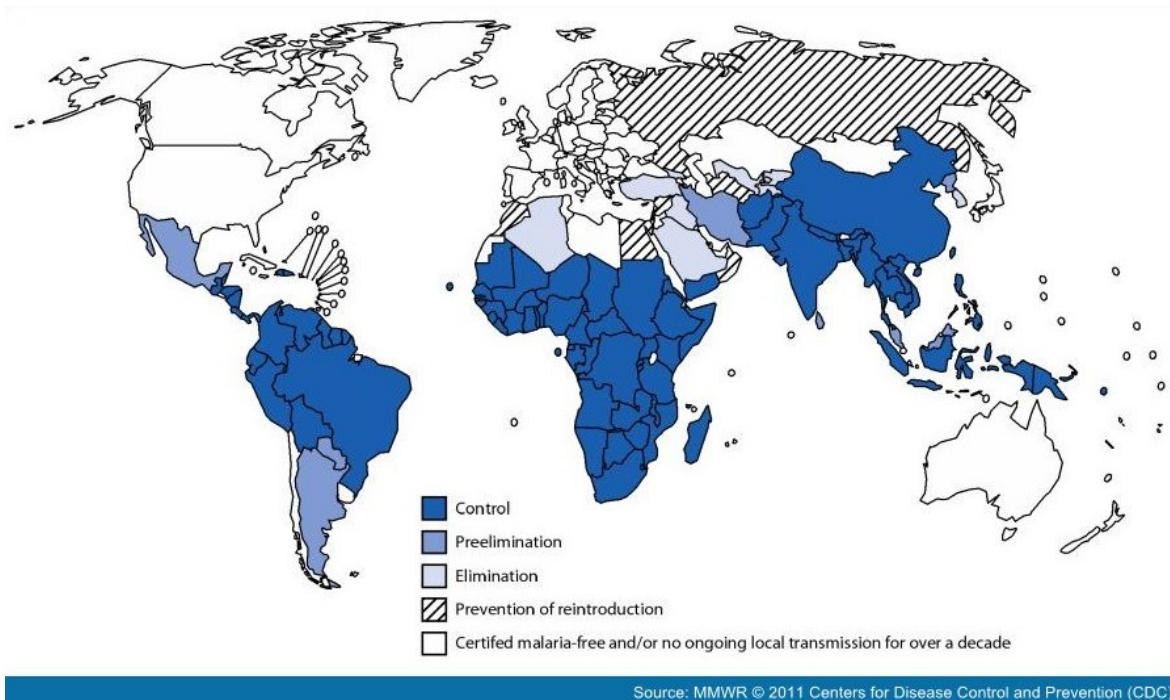 Control
Preelimination
Elimination
Prevention of reintroduction
Certifed malaria-free and/or no ongoing local transmission for over a decade
Source: MMWR © 2011 Centers for Disease Control and Prevention (CDC